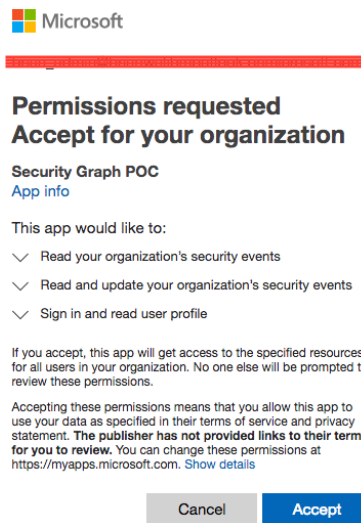 Microsoft
Permissions requested
Accept for your organization
Security Graph POC
App info
This app would like to:
Read your organization's security events
Read and update your organization's security events
Sign in and read user profile
If you accept, this app will get access to the specified resources
for all users in your organization. No one else will be prompted t
review these permissions.
Accepting these permissions means that you allow this app to
use your data as specified in their terms of service and privacy
statement. The publisher has not provided links to their term
for you to review. You can change these permissions at
https://myapps.microsoft.com. Show details
Cancel
Accept